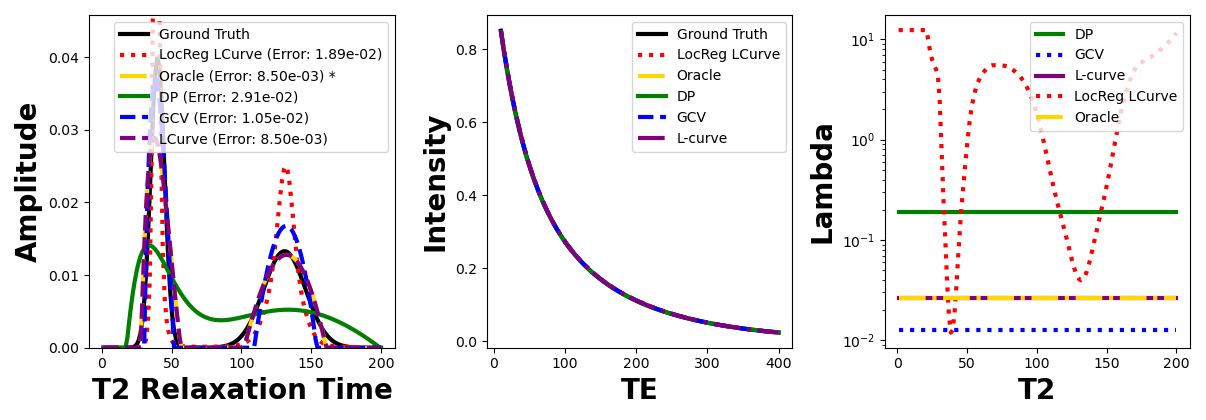 Amplitude
0.04
0.03
0.02
0.01
0.00
0
50
100
150
200
T2 Relaxation Time
Ground Truth
LocReg LCurve (Error: 1.89e-02)
Oracle (Error: 8.50e-03) *
DP (Error: 2.91e-02)
GCV (Error: 1.05e-02)
LCurve (Error: 8.50e-03)
Intensity
0.8
0.6
0.4
0.2
0.0
0
100
200
300
400
TE
Ground Truth
LocReg LCurve
Oracle
DP
GCV
L-curve
Lambda
10¹
10⁰
10⁻¹
10⁻²
0
50
100
150
200
T2
DP
GCV
L-curve
LocReg LCurve
Oracle